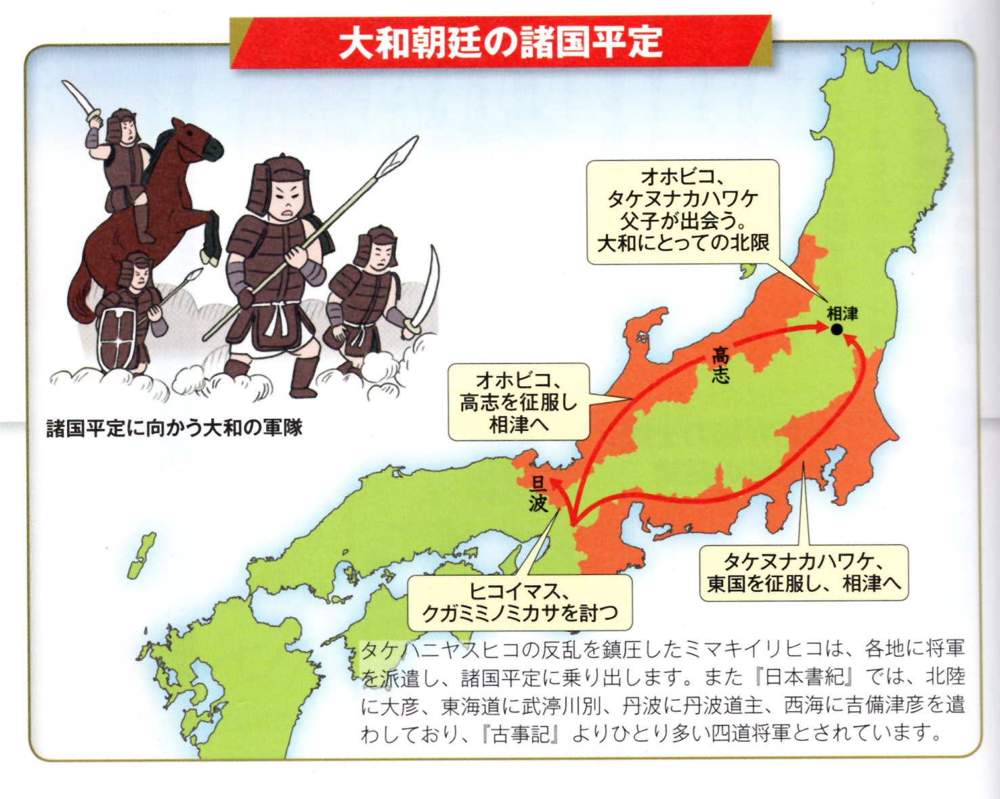 大和朝廷の諸国平定
オホビコ、
タケヌナカハワケ
父子が出会う。
大和にとっての北限
相津
高志
オホビコ、
高志を征服し
相津へ
諸国平定に向かう大和の軍隊
旦波
タケヌナカハワケ、
東国を征服し、相津へ
ヒコイマス、
クガミミノミカサを討つ
タケハニヤスヒコの反乱を鎮圧したミマキイリヒコは、各地に将軍
を派遣し、諸国平定に乗り出します。また『日本書紀』では、北陸
に大彦、東海道に武渟川別、丹波に丹波道主、西海に吉備津彦を遣
わしており、『古事記』よりひとり多い四道将軍とされています。